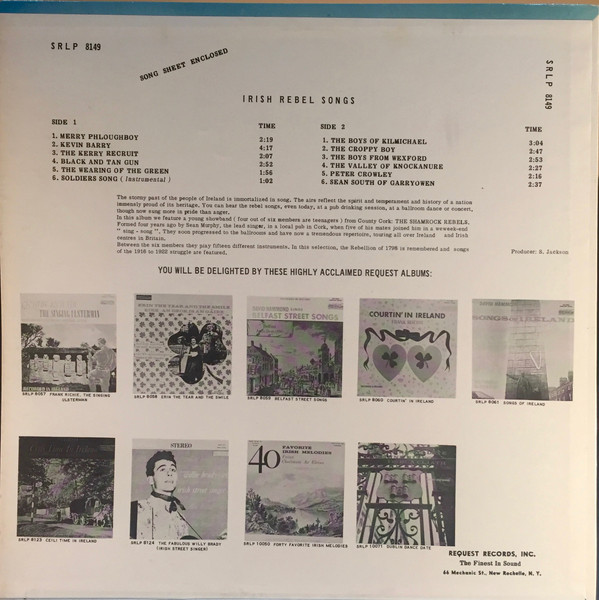 SRLP 8149
SONG SHEET ENCLOSED
SRLP 8149
IRISH REBEL SONGS
SIDE 1 TIME
1. MERRY PHLOUGHBOY 2:19
2. KEVIN BARRY 4:17
3. THE KERRY RECRUIT 2:07
4. BLACK AND TAN GUN 2:52
5. THE WEARING OF THE GREEN 1:56
6. SOLDIERS SONG ( Instrumental ) 1:02
SIDE 2 TIME
1. THE BOYS OF KILMICHAEL 3:04
2. THE CROPPY BOY 2:47
3. THE BOYS FROM WEXFORD 2:53
4. THE VALLEY OF KNOCKANURE 2:27
5. PETER CROWLEY 2:16
6. SEAN SOUTH OF GARRYOWEN 2:37
The stormy past of the people of Ireland is immortalized in song. The airs reflect the spirit and temperament and history of a nation
immensly proud of its heritage. You can hear the rebel songs, even today, at a pub drinking session, at a ballroom dance or concert,
though now sung more in pride than anger.
In this album we feature a young showband ( four out of six members are teenagers ) from County Cork: THE SHAMROCK REBELS.
Formed four years ago by Sean Murphy, the lead singer, in a local pub in Cork, when five of his mates joined him in a weweek-end
" sing - song ". They soon progressed to the ballrooms and have now a tremendous repertoire, touring all over Ireland and Irish
centres in Britain.
Between the six members they play fifteen different instruments. In this selection, the Rebellion of 1798 is remembered and songs
of the 1916 to 1922 struggle are featured.
Producer: S. Jackson
YOU WILL BE DELIGHTED BY THESE HIGHLY ACCLAIMED REQUEST ALBUMS:
THE SINGING ULSTERMAN
RECORDED IN IRELAND
ERIN THE TEAR AND THE SMILE
BELFAST STREET SONGS
COURTIN' IN IRELAND
SONGS OF IRELAND
SRLP 8057 FRANK RICHIE, THE SINGING
ULSTERMAN
SRLP 8058 ERIN THE TEAR AND THE SMILE
SRLP 8059 BELFAST STREET SONGS
SRLP 8060 COURTIN' IN IRELAND
SRLP 8061 SONGS OF IRELAND
STEREO
40 FAVORITE
IRISH MELODIES
SRLP 8123 CEILI TIME IN IRELAND
SRLP 8124 THE FABULOUS WILLY BRADY
(IRISH STREET SINGER)
SRLP 10050 FORTY FAVORITE IRISH MELODIES
SRLP 10071 DUBLIN DANCE DATE
REQUEST RECORDS, INC.
The Finest In Sound
66 Mechanic St., New Rochelle, N. Y.